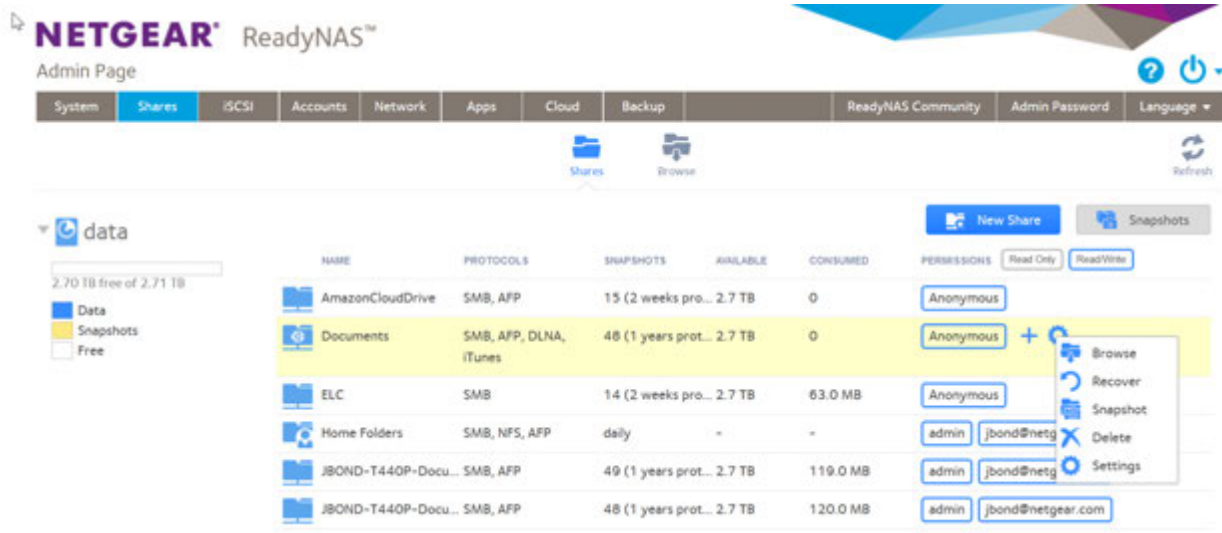 NETGEAR® ReadyNAS™
Admin Page
System Shares iSCSI Accounts Network Apps Cloud Backup ReadyNAS Community Admin Password Language
Shares Browse Refresh
data
New Share Snapshots
NAME PROTOCOLS SNAPSHOTS AVAILABLE CONSUMED PERMISSIONS Read Only Read/Write
2.70 TB free of 2.71 TB
Data
Snapshots
Free
AmazonCloudDrive SMB, AFP 15 (2 weeks pro... 2.7 TB 0 Anonymous
Documents SMB, AFP, DLNA, 48 (1 years prot... 2.7 TB 0 Anonymous
iTunes
ELC SMB 14 (2 weeks pro... 2.7 TB 63.0 MB Anonymous
Home Folders SMB, NFS, AFP daily - - admin jbond@netg
JBOND-T440P-Docu... SMB, AFP 49 (1 years prot... 2.7 TB 119.0 MB admin jbond@netg
JBOND-T440P-Docu... SMB, AFP 48 (1 years prot... 2.7 TB 120.0 MB admin jbond@netgear.com
Browse
Recover
Snapshot
Delete
Settings